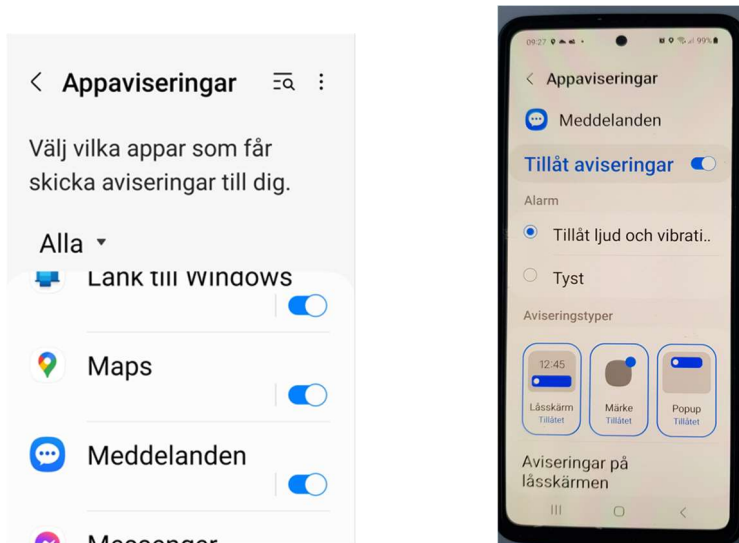 Appaviseringar
Välj vilka appar som får
skicka aviseringar till dig.
Alla
Länk till Windows
Maps
Meddelanden
Messenger
09:27
99%
Appaviseringar
Meddelanden
Tillåt aviseringar
Alarm
Tillåt ljud och vibrati..
Tyst
Aviseringstyper
12:45
Låsskärm
Tillåtet
Märke
Tillåtet
Popup
Tillåtet
Aviseringar på
låsskärmen